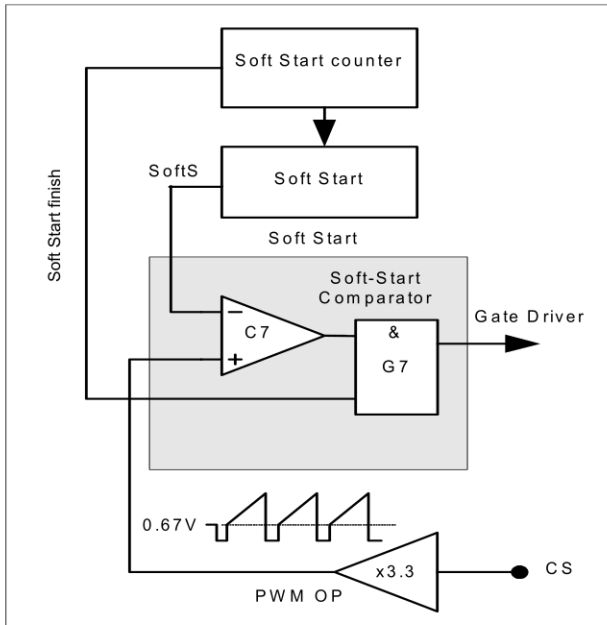 Soft Start counter
SoftS
Soft Start
Soft Start finish
Soft Start
Soft-Start
Comparator
Gate Driver
−
C7
&
+
G7
0.67V
x3.3
CS
PWM OP